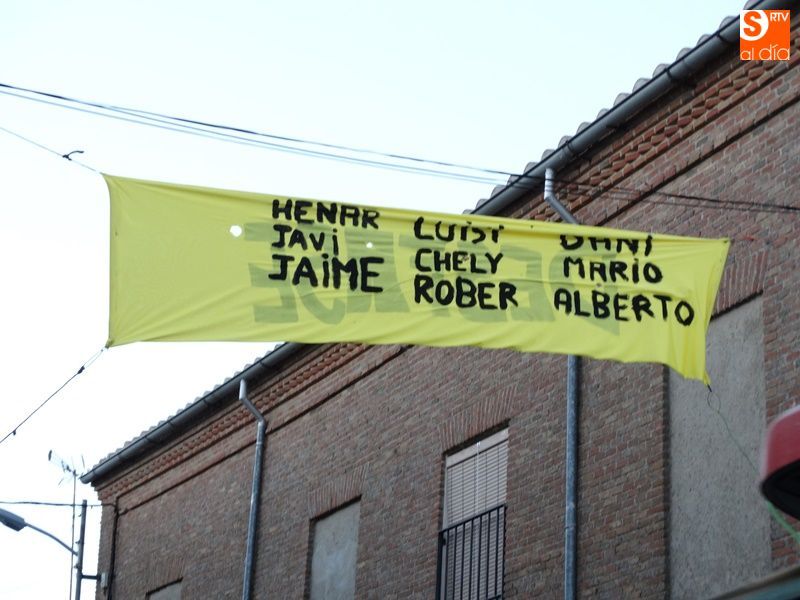 S RTV
al día
HENAR LUISI DANI
JAVI CHELY MARIO
JAIME ROBER ALBERTO